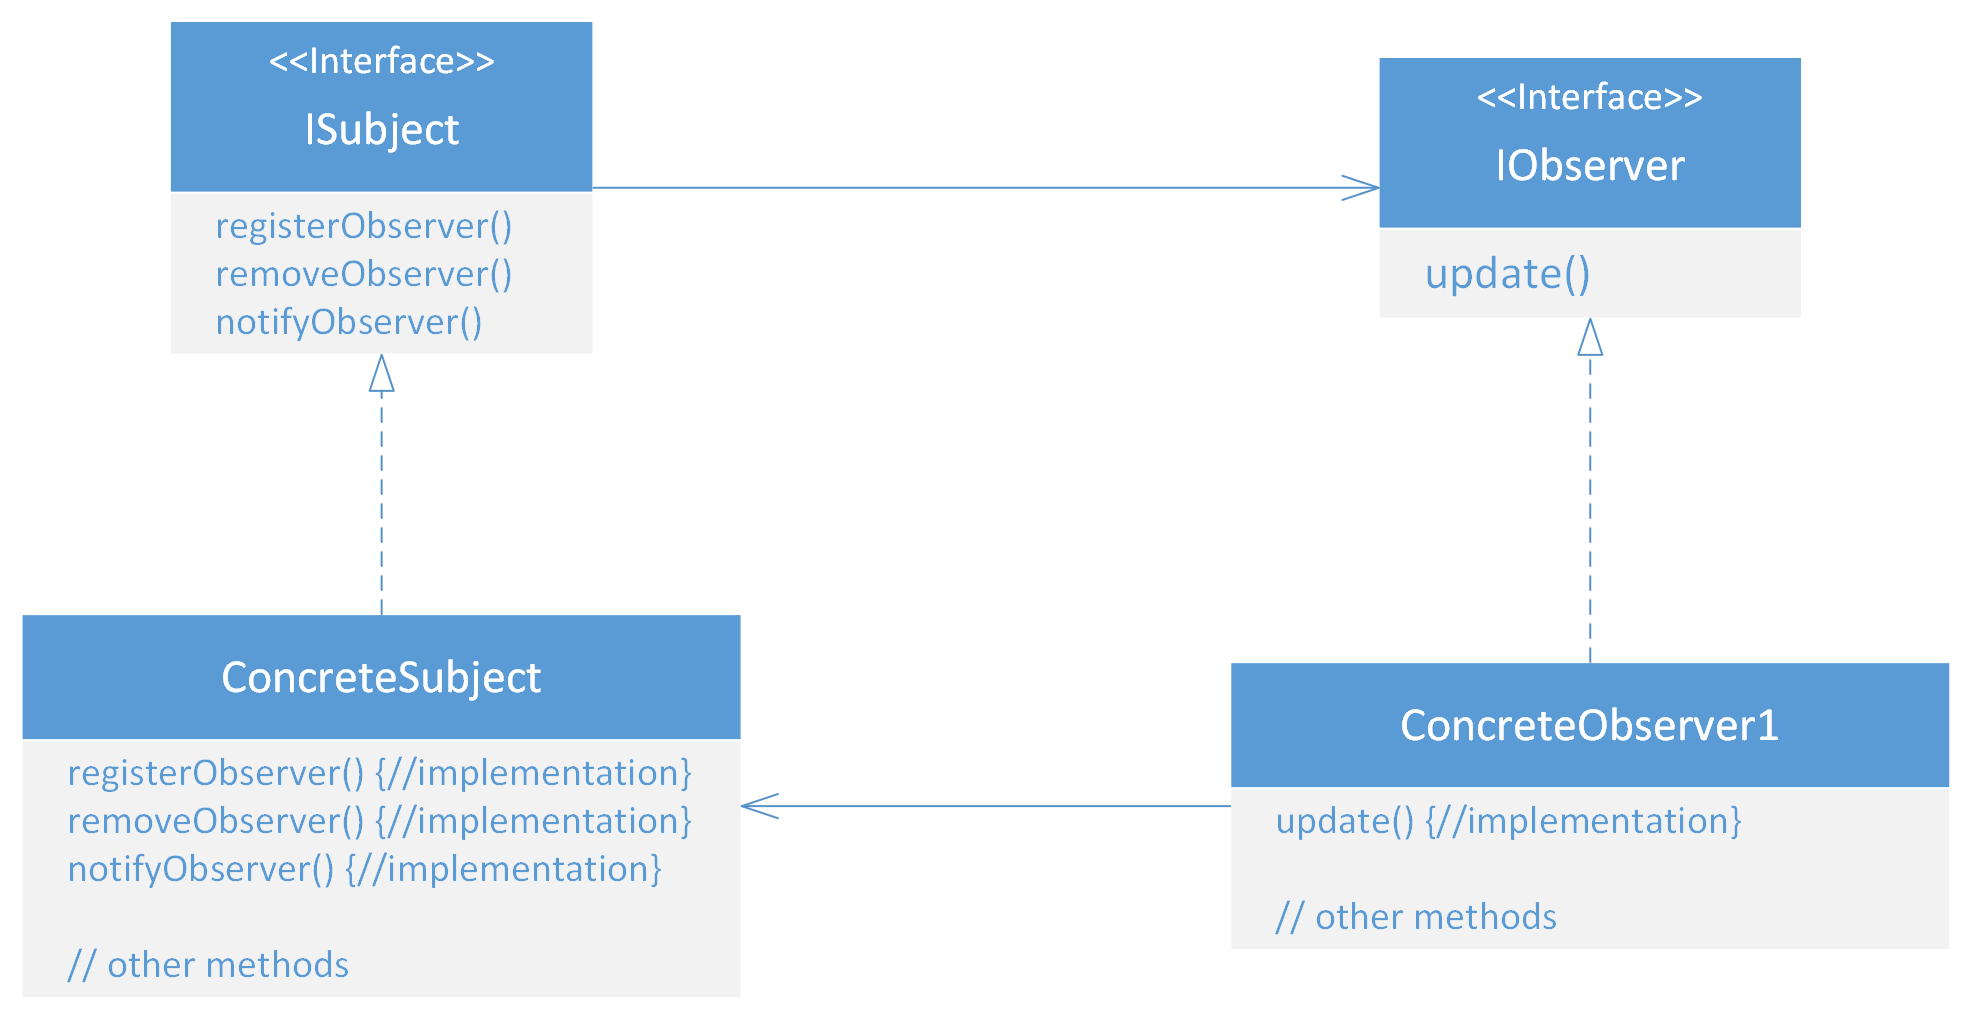 <<Interface>>
ISubject
registerObserver()
removeObserver()
notifyObserver()
<<Interface>>
IObserver
update()
ConcreteSubject
registerObserver() {//implementation}
removeObserver() {//implementation}
notifyObserver() {//implementation}
// other methods
ConcreteObserver1
update() {//implementation}
// other methods